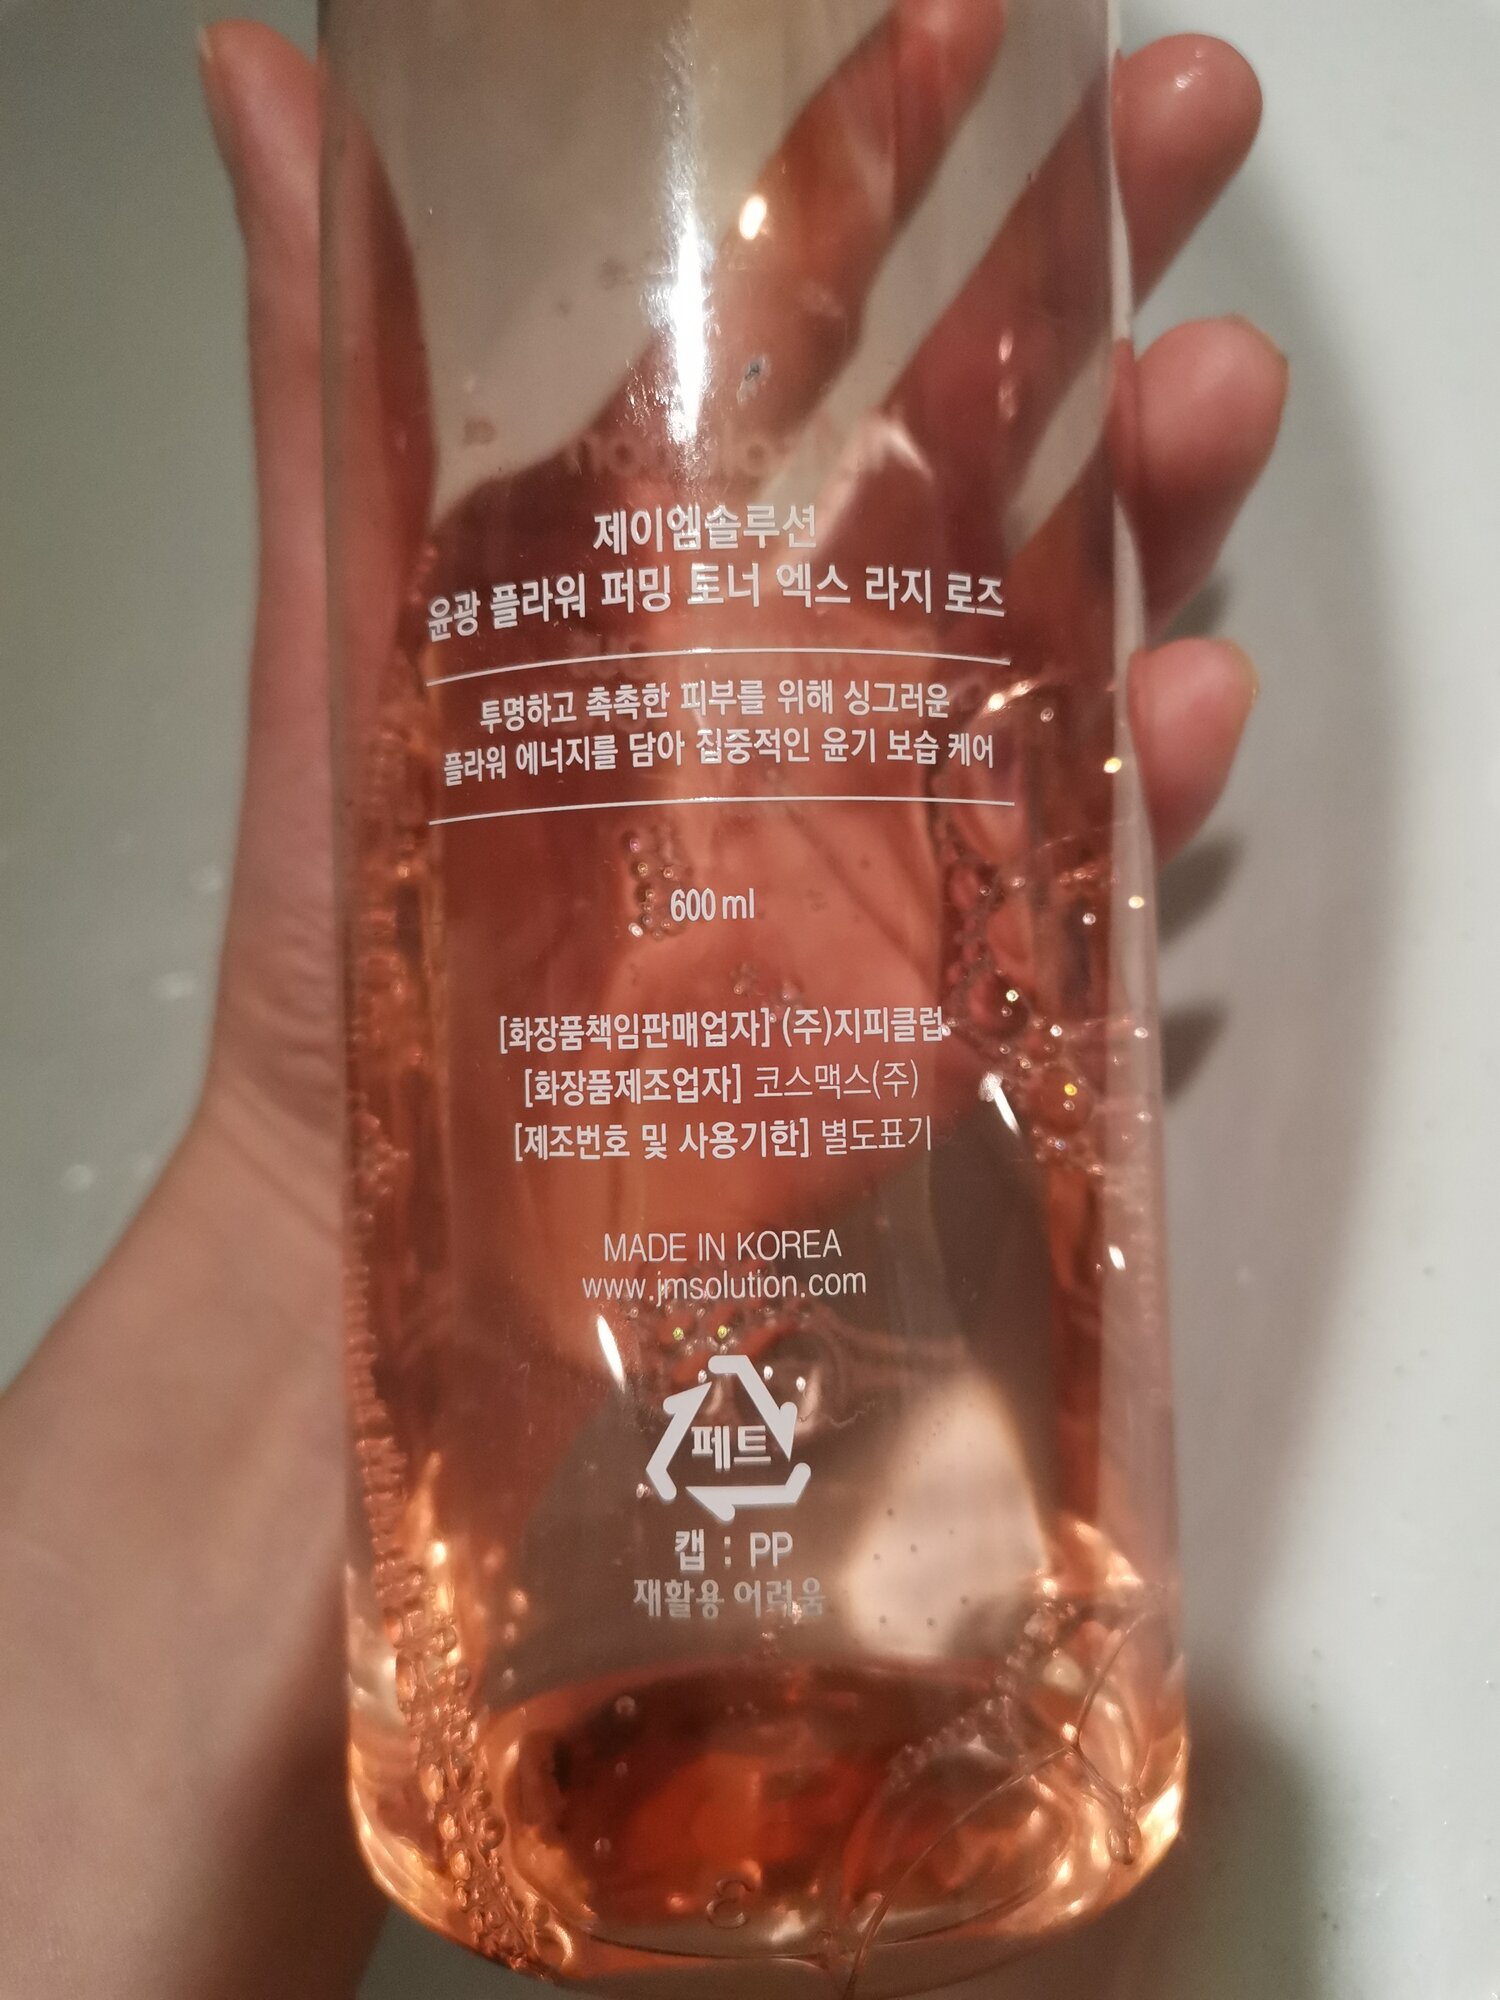 제이엠솔루션
윤광 플라워 퍼밍 토너 엑스 라지 로즈
투명하고 촉촉한 피부를 위해 싱그러운
플라워 에너지를 담아 집중적인 윤기 보습 케어
600 ml
[화장품책임판매업자] (주)지피클럽
[화장품제조업자] 코스맥스(주)
[제조번호 및 사용기한] 별도표기
MADE IN KOREA
www.jmsolution.com
페트
캡 : PP
재활용 어려움
3